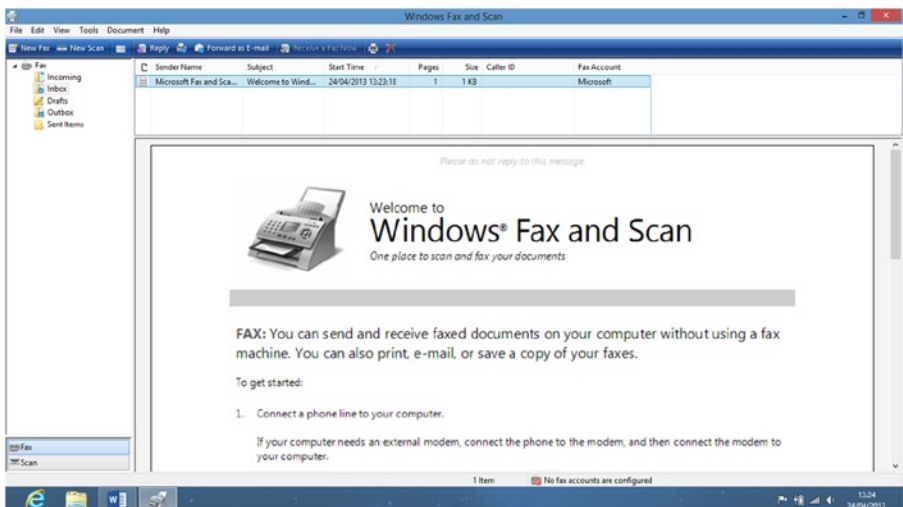 Windows Fax and Scan
File Edit View Tools Document Help
New Fax New Scan Reply Forward as E-mail Receive a Fax Now
Fax
Incoming
Inbox
Drafts
Outbox
Sent Items
Sender Name Subject Start Time Pages Size Caller ID Fax Account
Microsoft Fax and Sca... Welcome to Wind... 24/04/2013 13:23:18 1 1 KB Microsoft
Please do not reply to this message.
Welcome to
Windows® Fax and Scan
One place to scan and fax your documents
FAX: You can send and receive faxed documents on your computer without using a fax
machine. You can also print, e-mail, or save a copy of your faxes.
To get started:
1. Connect a phone line to your computer.
If your computer needs an external modem, connect the phone to the modem, and then connect the modem to
your computer.
Fax
Scan
1 Item No fax accounts are configured
13:24
24/04/2013